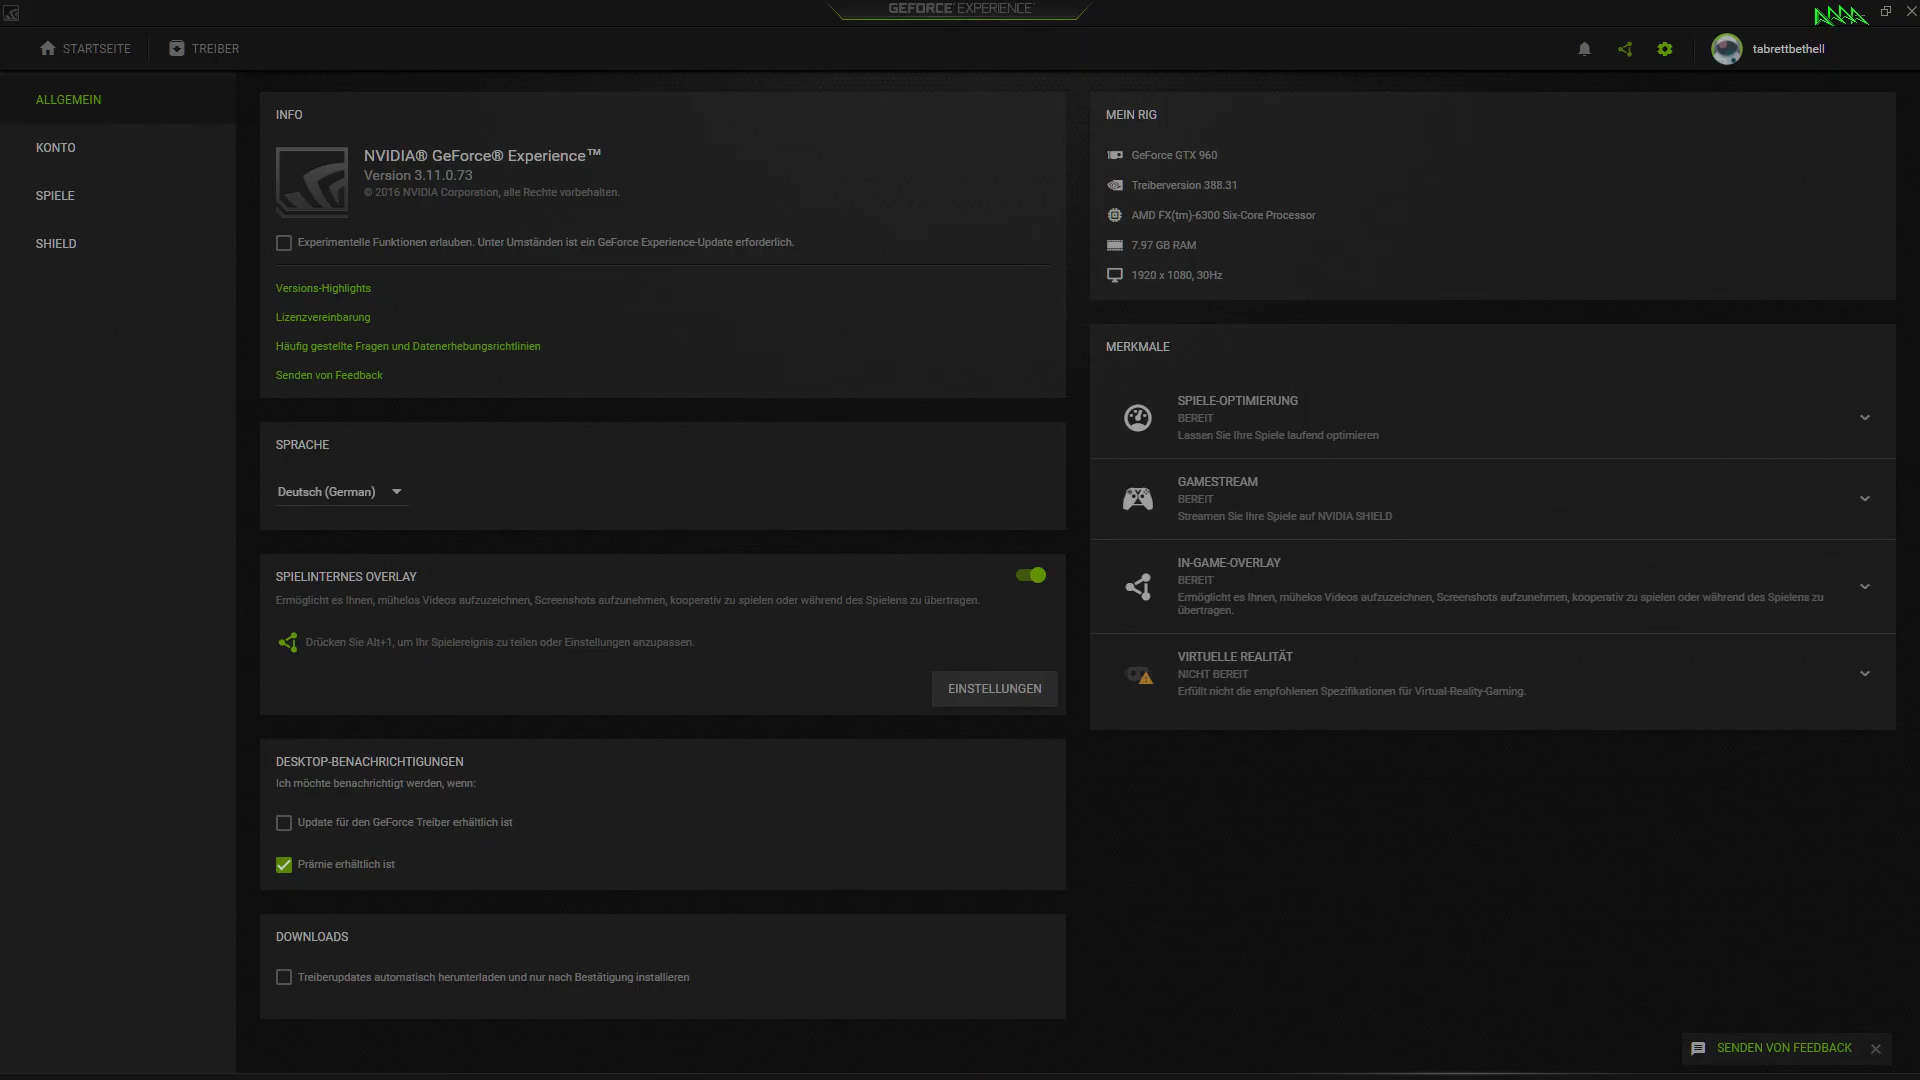 GEFORCE® EXPERIENCE™
STARTSEITE
TREIBER
tabrettbethell
ALLGEMEIN
KONTO
SPIELE
SHIELD
INFO
NVIDIA® GeForce® Experience™
Version 3.11.0.73
© 2016 NVIDIA Corporation, alle Rechte vorbehalten.
Experimentelle Funktionen erlauben. Unter Umständen ist ein GeForce Experience-Update erforderlich.
Versions-Highlights
Lizenzvereinbarung
Häufig gestellte Fragen und Datenerhebungsrichtlinien
Senden von Feedback
SPRACHE
Deutsch (German)
SPIELINTERNES OVERLAY
Ermöglicht es Ihnen, mühelos Videos aufzuzeichnen, Screenshots aufzunehmen, kooperativ zu spielen oder während des Spielens zu übertragen.
Drücken Sie Alt+1, um Ihr Spielereignis zu teilen oder Einstellungen anzupassen.
EINSTELLUNGEN
DESKTOP-BENACHRICHTIGUNGEN
Ich möchte benachrichtigt werden, wenn:
Update für den GeForce Treiber erhältlich ist
Prämie erhältlich ist
DOWNLOADS
Treiberupdates automatisch herunterladen und nur nach Bestätigung installieren
MEIN RIG
GeForce GTX 960
Treiberversion 388.31
AMD FX(tm)-6300 Six-Core Processor
7.97 GB RAM
1920 x 1080, 30Hz
MERKMALE
SPIELE-OPTIMIERUNG
BEREIT
Lassen Sie Ihre Spiele laufend optimieren
GAMESTREAM
BEREIT
Streamen Sie Ihre Spiele auf NVIDIA SHIELD
IN-GAME-OVERLAY
BEREIT
Ermöglicht es Ihnen, mühelos Videos aufzuzeichnen, Screenshots aufzunehmen, kooperativ zu spielen oder während des Spielens zu
übertragen.
VIRTUELLE REALITÄT
NICHT BEREIT
Erfüllt nicht die empfohlenen Spezifikationen für Virtual-Reality-Gaming.
SENDEN VON FEEDBACK